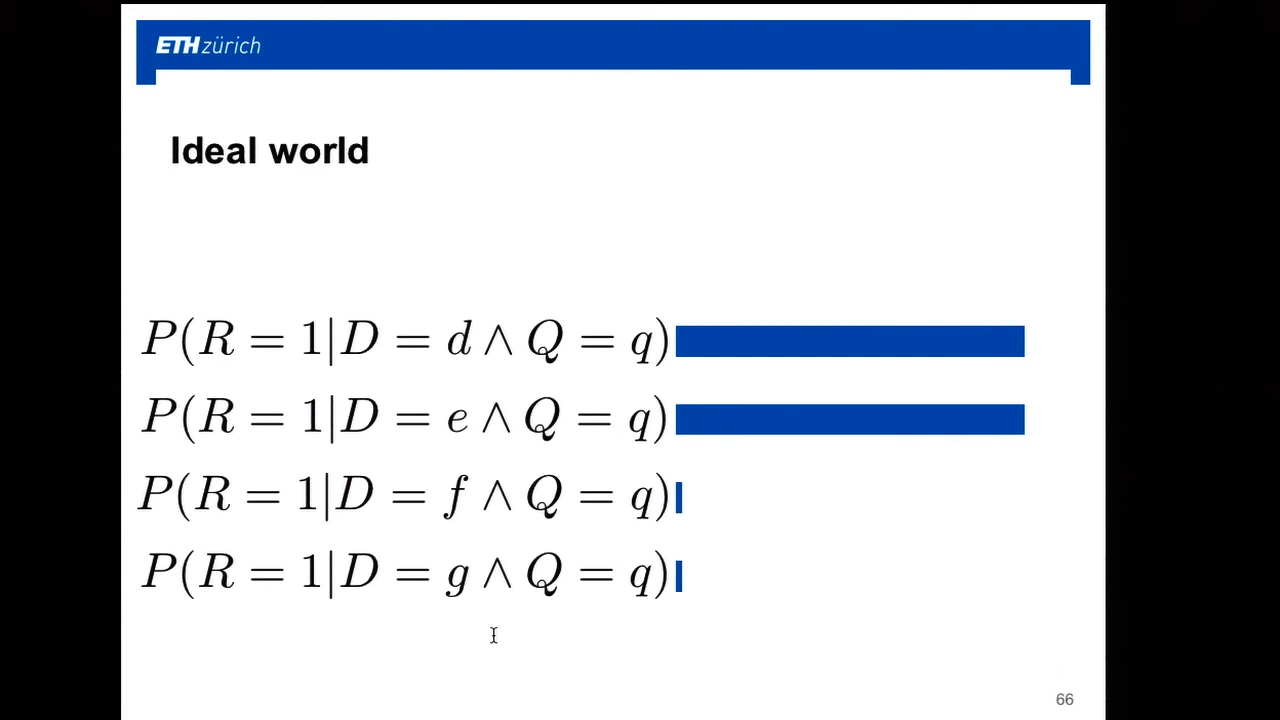 ETH zürich
Ideal world
P(R = 1|D = d ∧ Q = q)
P(R = 1|D = e ∧ Q = q)
P(R = 1|D = f ∧ Q = q)
P(R = 1|D = g ∧ Q = q)
66